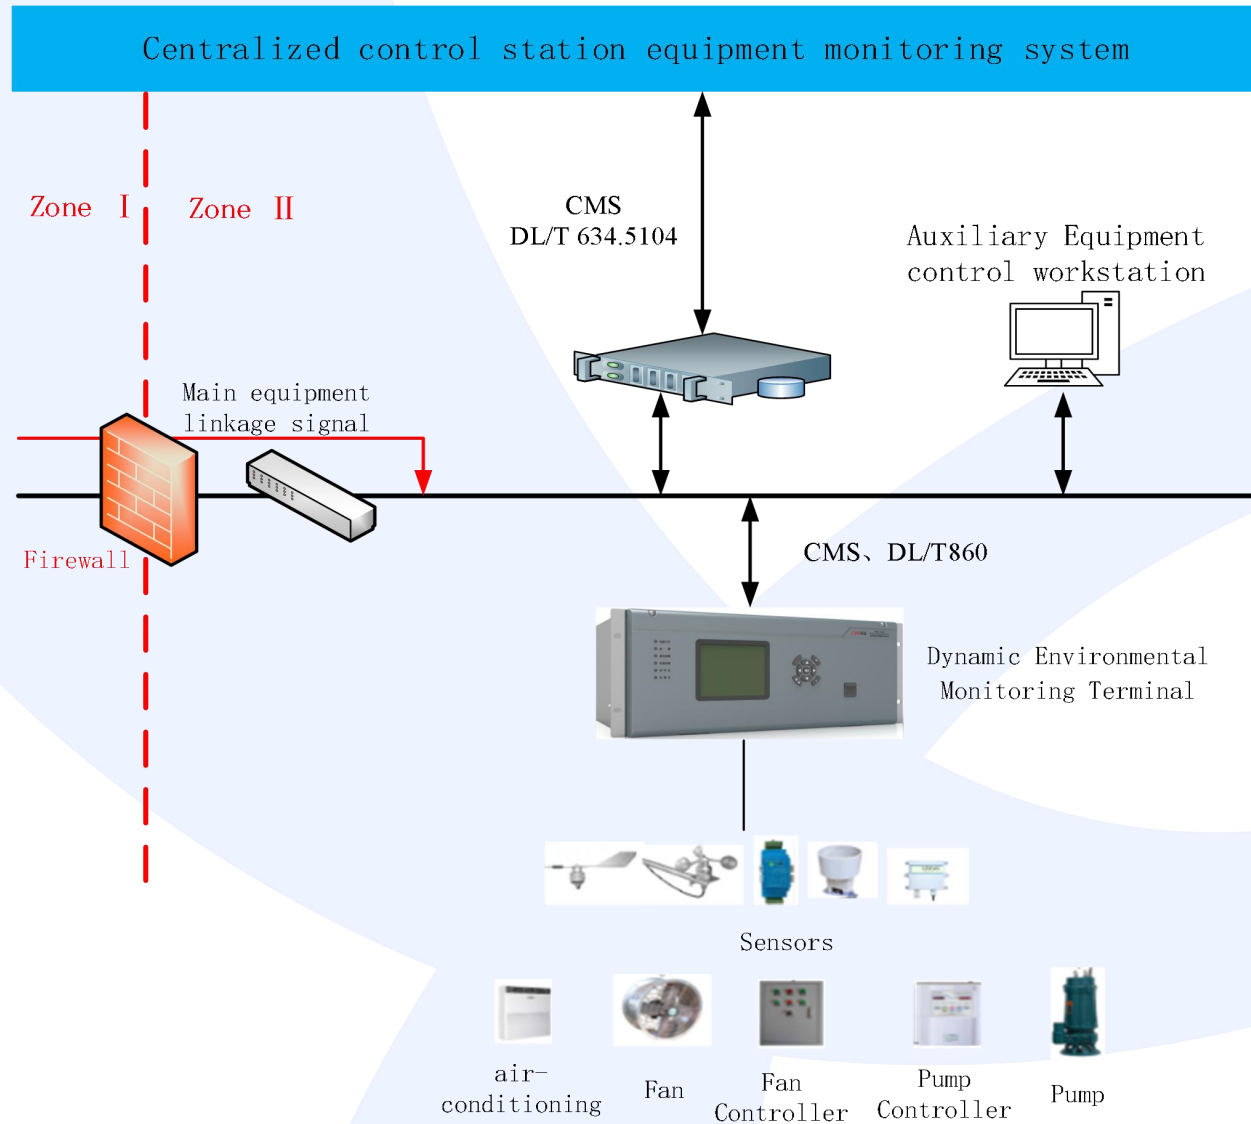 Centralized control station equipment monitoring system
Zone Ⅰ
Zone Ⅱ
CMS
DL/T 634.5104
Auxiliary Equipment
control workstation
Main equipment
linkage signal
Firewall
CMS、DL/T860
Dynamic Environmental
Monitoring Terminal
Sensors
air-
conditioning
Fan
Fan
Controller
Pump
Controller
Pump